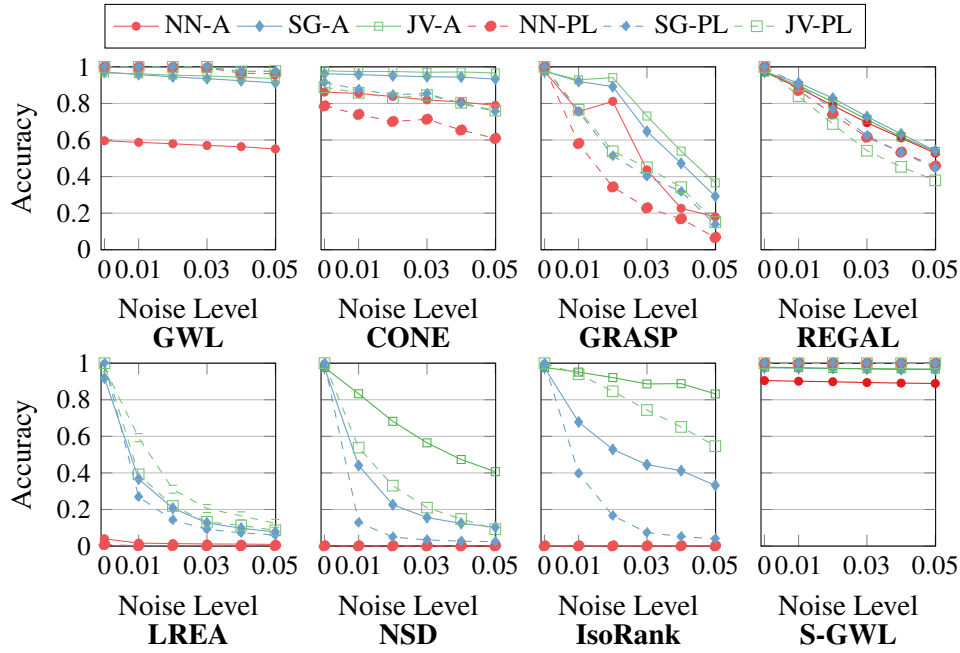 NN-A SG-A JV-A NN-PL SG-PL JV-PL
Accuracy
1
0.8
0.6
0.4
0.2
0
0 0.01 0.03 0.05
Noise Level
GWL
0 0.01 0.03 0.05
Noise Level
CONE
0 0.01 0.03 0.05
Noise Level
GRASP
0 0.01 0.03 0.05
Noise Level
REGAL
Accuracy
1
0.8
0.6
0.4
0.2
0
0 0.01 0.03 0.05
Noise Level
LREA
0 0.01 0.03 0.05
Noise Level
NSD
0 0.01 0.03 0.05
Noise Level
IsoRank
0 0.01 0.03 0.05
Noise Level
S-GWL